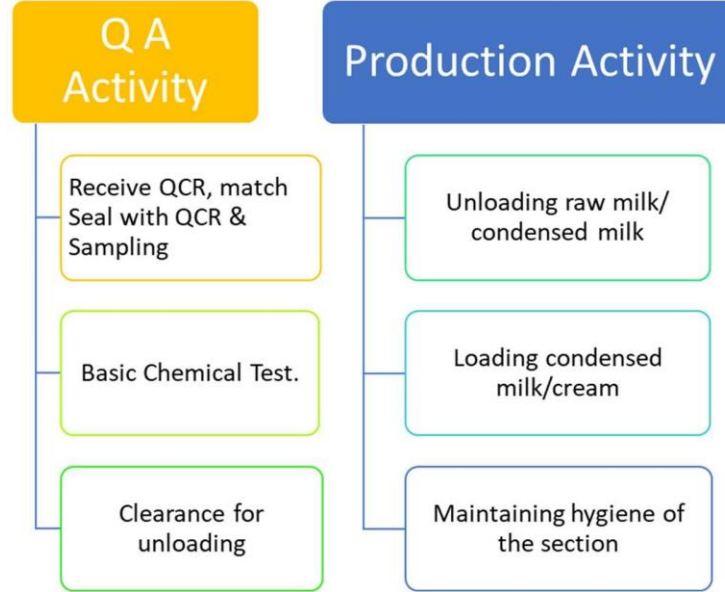 Q A
Activity
Receive QCR, match
Seal with QCR &
Sampling
Basic Chemical Test.
Clearance for
unloading
Production Activity
Unloading raw milk/
condensed milk
Loading condensed
milk/cream
Maintaining hygiene of
the section